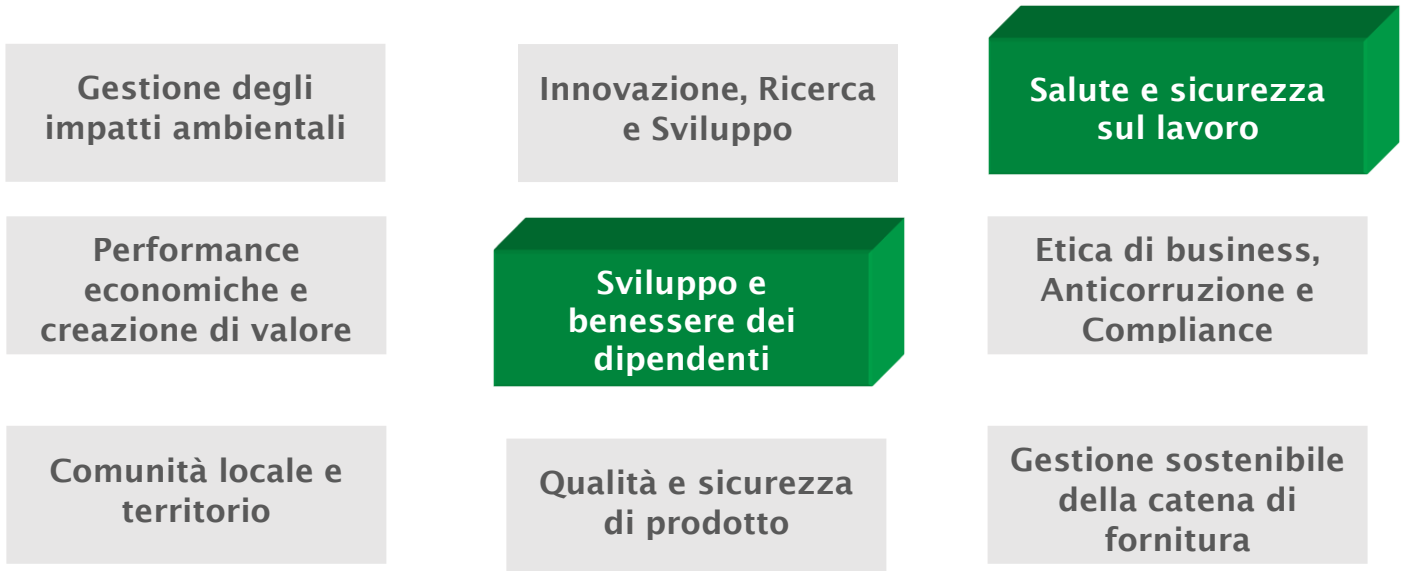 Gestione degli
impatti ambientali
Innovazione, Ricerca
e Sviluppo
Salute e sicurezza
sul lavoro
Performance
economiche e
creazione di valore
Sviluppo e
benessere dei
dipendenti
Etica di business,
Anticorruzione e
Compliance
Comunità locale e
territorio
Qualità e sicurezza
di prodotto
Gestione sostenibile
della catena di
fornitura